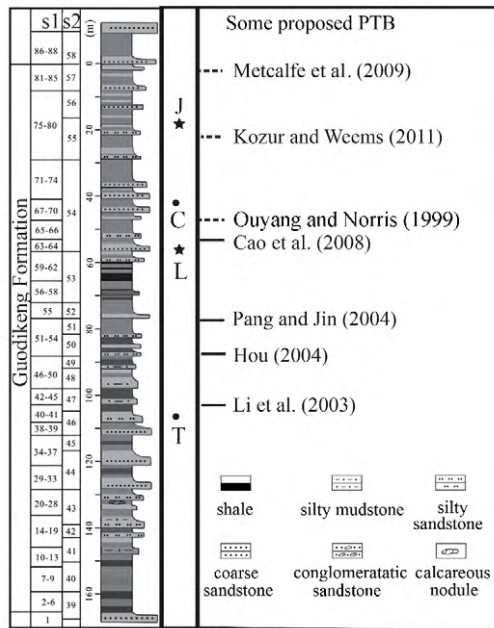 s1 s2 (m) Some proposed PTB
86-88 58 0
81-85 57 Metcalfe et al. (2009)
56 J
75-80 55 20 Kozur and Weems (2011)
71-74 40
67-70 54 C Ouyang and Norris (1999)
65-66 Cao et al. (2008)
63-64
59-62 53 60 L
56-58
55 52 Pang and Jin (2004)
51-54 51 80
50 Hou (2004)
49
46-50 48
42-45 47 100 Li et al. (2003)
40-41 46 T
38-39
45
34-37 120
44
29-33
20-28 43
14-19 42 140
10-13 41
7-9 40
2-6 39 160
1
Guodikeng Formation
shale silty mudstone silty sandstone
coarse sandstone conglomeratatic sandstone calcareous nodule